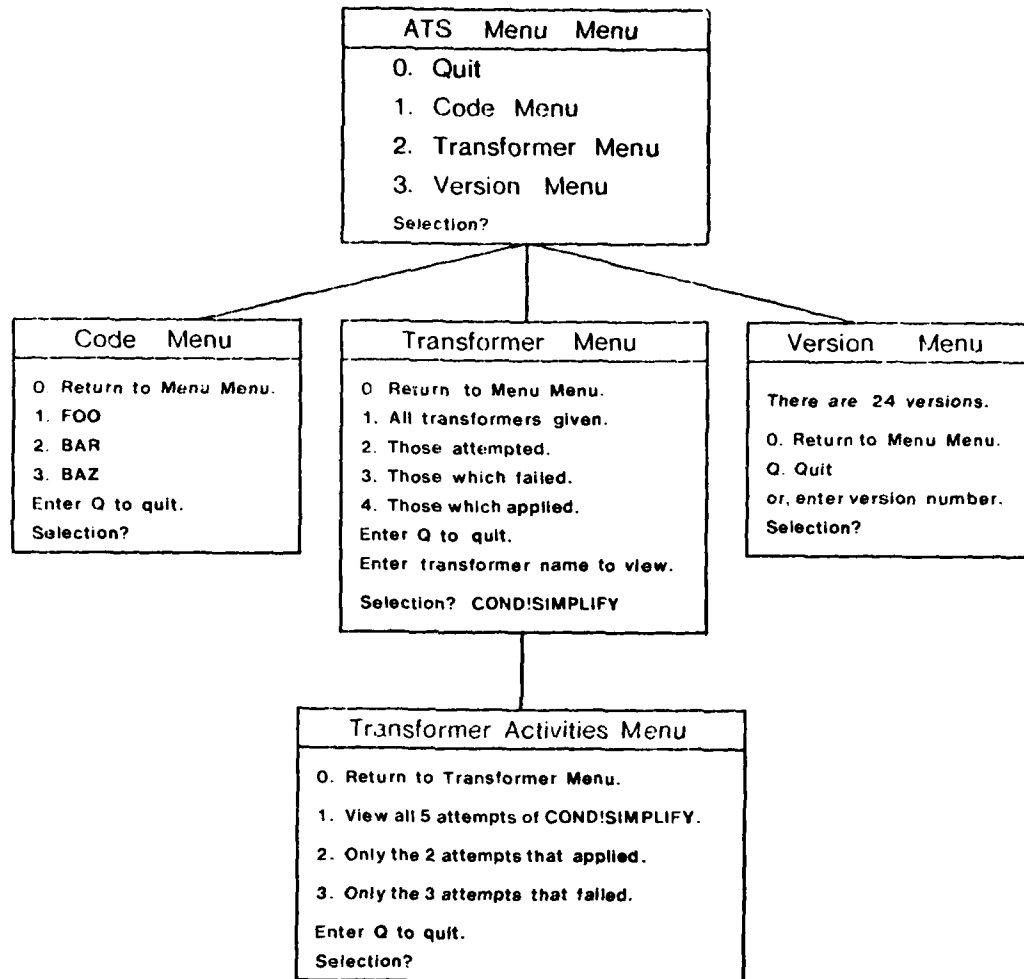 ATS Menu Menu
0. Quit
1. Code Menu
2. Transformer Menu
3. Version Menu
Selection?
Code Menu
0 Return to Menu Menu.
1. FOO
2. BAR
3. BAZ
Enter Q to quit.
Selection?
Transformer Menu
0 Return to Menu Menu.
1. All transformers given.
2. Those attempted.
3. Those which failed.
4. Those which applied.
Enter Q to quit.
Enter transformer name to view.
Selection? COND!SIMPLIFY
Version Menu
There are 24 versions.
0. Return to Menu Menu.
Q. Quit
or, enter version number.
Selection?
Transformer Activities Menu
0. Return to Transformer Menu.
1. View all 5 attempts of COND!SIMPLIFY.
2. Only the 2 attempts that applied.
3. Only the 3 attempts that failed.
Enter Q to quit.
Selection?